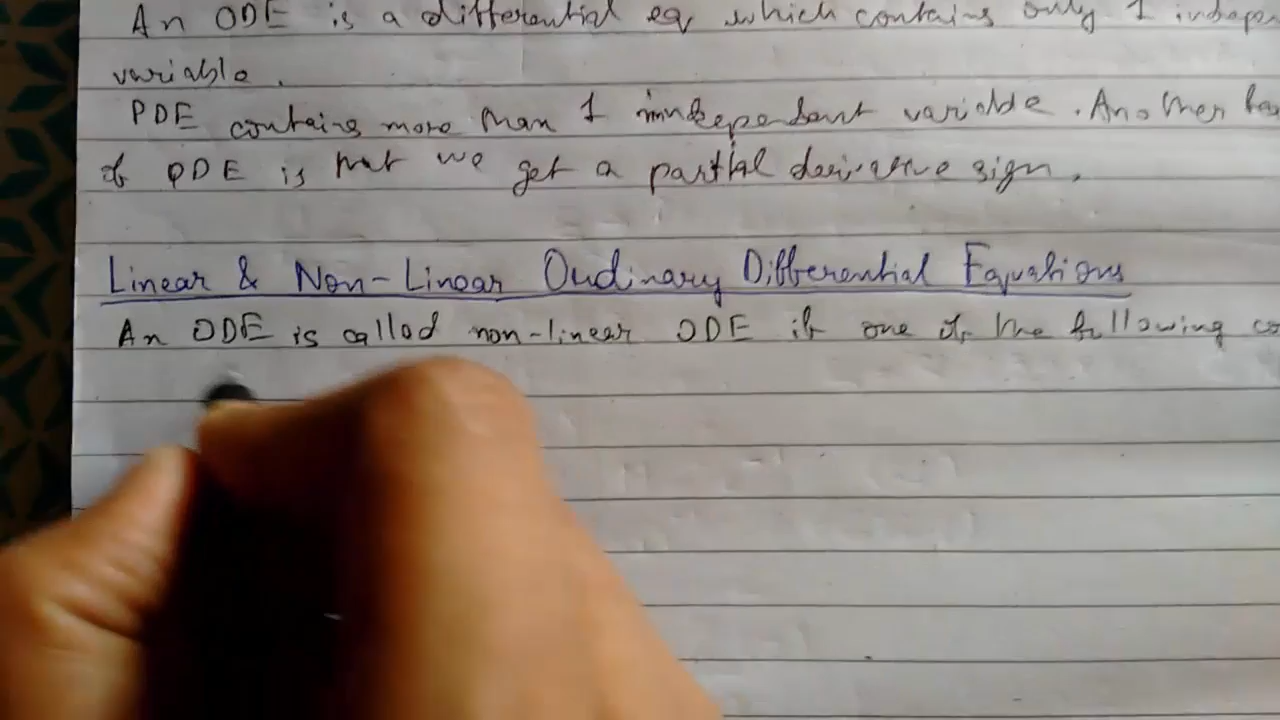 An ODE is a differential eq which contains only 1 indepen
variable.
PDE contains more than 1 independent variable. Another
of PDE is that we get a partial derivative sign.
Linear & Non-Linear Ordinary Differential Equations
An ODE is called non-linear ODE if one of the following co